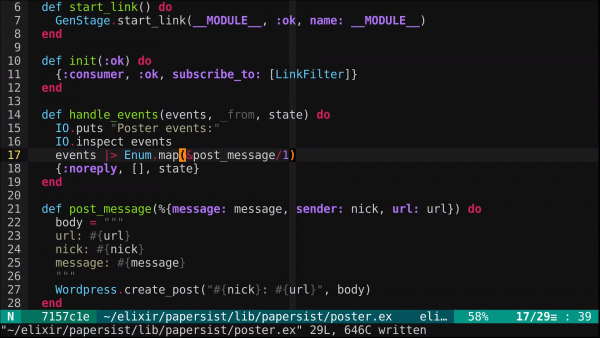 6 def start_link() do
7 GenStage.start_link(__MODULE__, :ok, name: __MODULE__)
8 end
9
10 def init(:ok) do
11 {:consumer, :ok, subscribe_to: [LinkFilter]}
12 end
13
14 def handle_events(events, _from, state) do
15 IO.puts "Poster events:"
16 IO.inspect events
17 events |> Enum.map(&post_message/1)
18 {:noreply, [], state}
19 end
20
21 def post_message(%{message: message, sender: nick, url: url}) do
22 body = """
23 url: #{url}
24 nick: #{nick}
25 message: #{message}
26 """
27 Wordpress.create_post("#{nick}: #{url}", body)
28 end
N 7157c1e ~/elixir/papersist/lib/papersist/poster.ex eli… 58% 17/29≡ : 39
"~/elixir/papersist/lib/papersist/poster.ex" 29L, 646C written